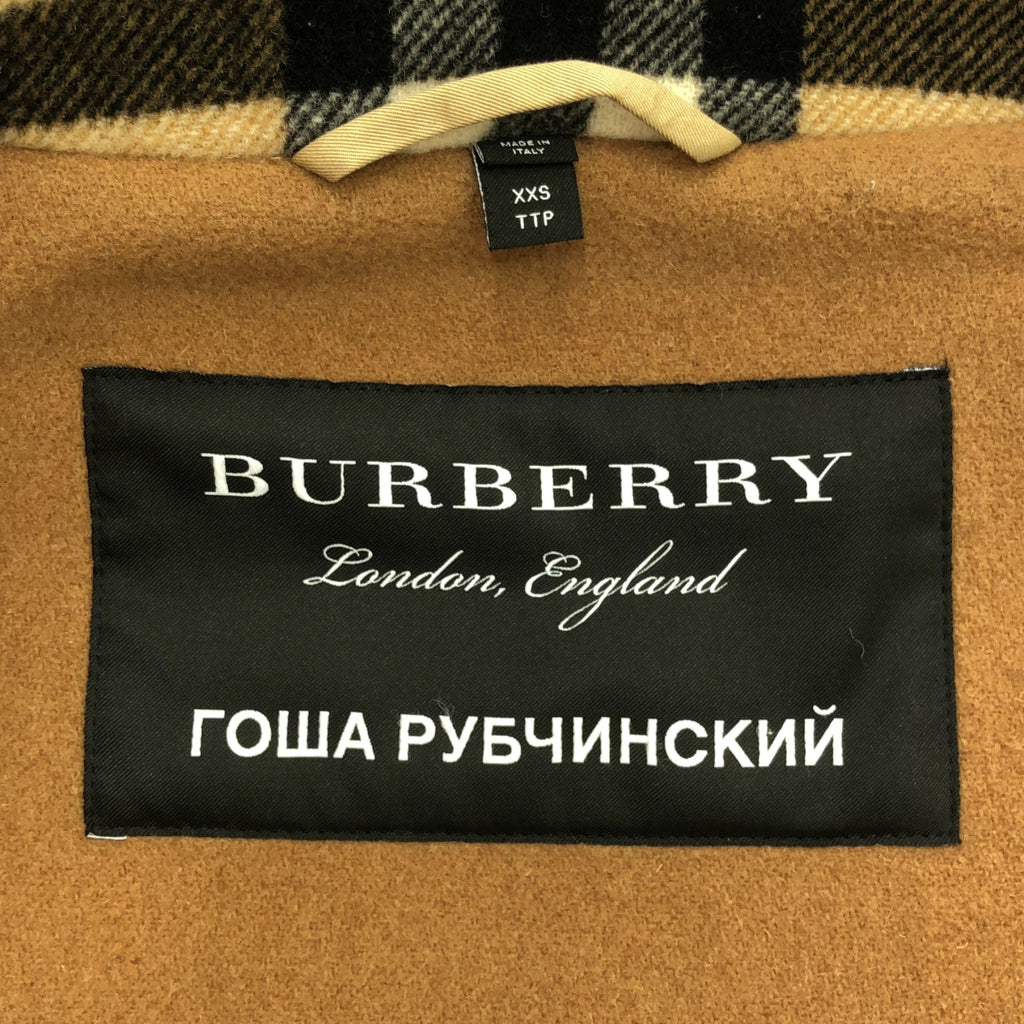 MADE IN
ITALY
XXS
TTP
BURBERRY
London, England
ГОША РУБЧИНСКИЙ